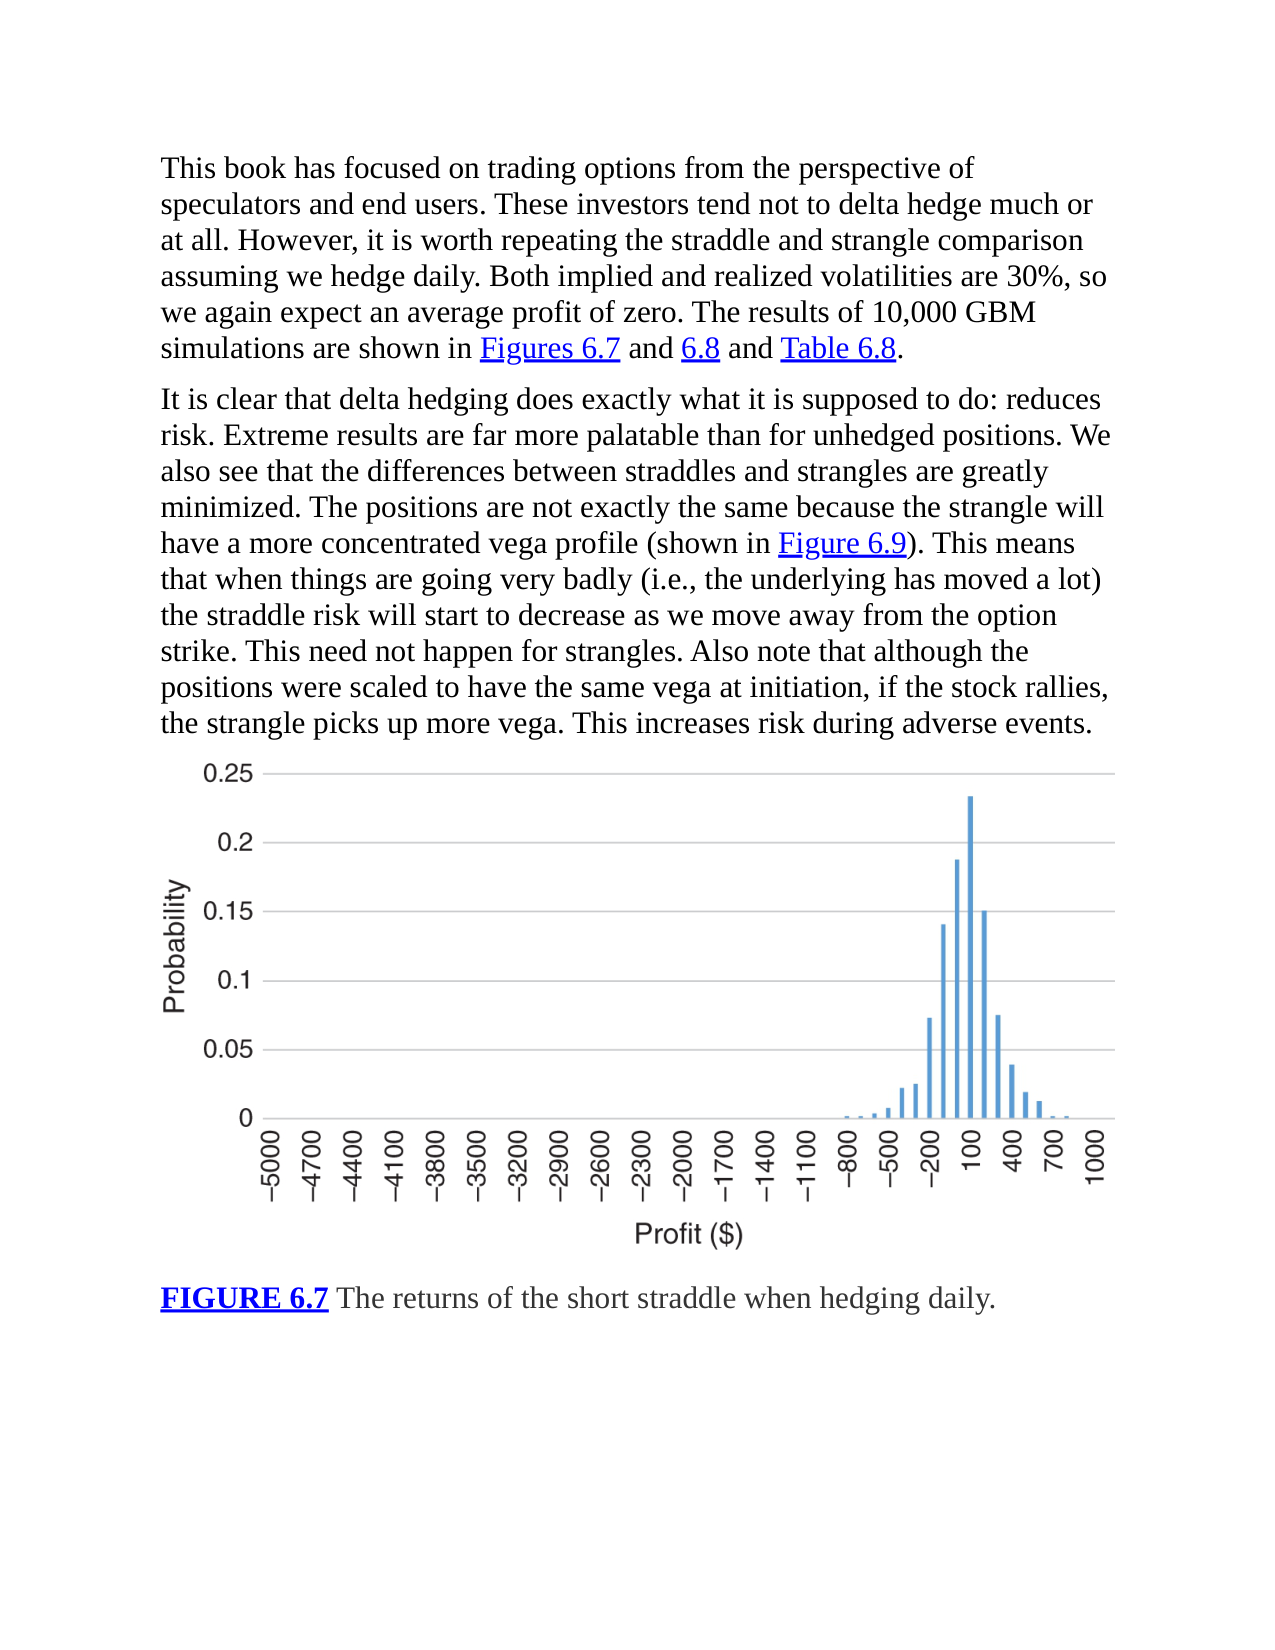 This book has focused on trading options from the perspective of
speculators and end users. These investors tend not to delta hedge much or
at all. However, it is worth repeating the straddle and strangle comparison
assuming we hedge daily. Both implied and realized volatilities are 30%, so
we again expect an average profit of zero. The results of 10,000 GBM
simulations are shown in Figures 6.7 and 6.8 and Table 6.8.
It is clear that delta hedging does exactly what it is supposed to do: reduces
risk. Extreme results are far more palatable than for unhedged positions. We
also see that the differences between straddles and strangles are greatly
minimized. The positions are not exactly the same because the strangle will
have a more concentrated vega profile (shown in Figure 6.9). This means
that when things are going very badly (i.e., the underlying has moved a lot)
the straddle risk will start to decrease as we move away from the option
strike. This need not happen for strangles. Also note that although the
positions were scaled to have the same vega at initiation, if the stock rallies,
the strangle picks up more vega. This increases risk during adverse events.
0.25
0.2
0.15
0.1
0.05
0
Probability
–5000
–4700
–4400
–4100
–3800
–3500
–3200
–2900
–2600
–2300
–2000
–1700
–1400
–1100
–800
–500
–200
100
400
700
1000
Profit ($)
FIGURE 6.7 The returns of the short straddle when hedging daily.